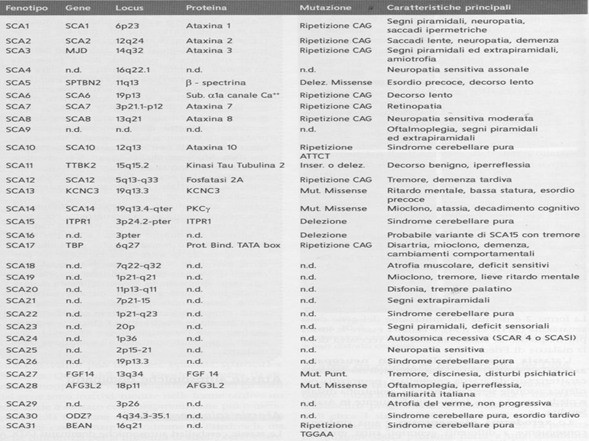 Fenotipo Gene Locus Proteina Mutazione Caratteristiche principali
SCA1 SCA1 6p23 Ataxina 1 Ripetizione CAG Segni piramidali, neuropatia,
saccadi ipermetriche
SCA2 SCA2 12q24 Ataxina 2 Ripetizione CAG Saccadi lente, neuropatia, demenza
SCA3 MJD 14q32 Ataxina 3 Ripetizione CAG Segni piramidali ed extrapiramidali,
amiotrofia
SCA4 n.d. 16q22.1 n.d. n.d. Neuropatia sensitiva assonale
SCA5 SPTBN2 11q13 β - spectrina Delez. Missense Esordio precoce, decorso lento
SCA6 SCA6 19p13 Sub. α1a canale Ca⁺⁺ Ripetizione CAG Decorso lento
SCA7 SCA7 3p21.1-p12 Ataxina 7 Ripetizione CAG Retinopatia
SCA8 SCA8 13q21 Ataxina 8 Ripetizione CAG Neuropatia sensitiva moderata
SCA9 n.d. n.d. n.d. n.d. Oftalmoplegia, segni piramidali
ed extrapiramidali
SCA10 SCA10 12q13 Ataxina 10 Ripetizione Sindrome cerebellare pura
ATTCT
SCA11 TTBK2 15q15.2 Kinasi Tau Tubulina 2 Inser. o delez. Decorso benigno, iperreflessia
SCA12 SCA12 5q13-q33 Fosfatasi 2A Ripetizione CAG Tremore, demenza tardiva
SCA13 KCNC3 19q13.3 KCNC3 Mut. Missense Ritardo mentale, bassa statura, esordio
precoce
SCA14 SCA14 19q13.4-qter PKCγ Mut. Missense Mioclono, atassia, decadimento cognitivo
SCA15 ITPR1 3p24.2-pter ITPR1 Delezione Sindrome cerebellare pura
SCA16 n.d. 3pter n.d. Delezione Probabile variante di SCA15 con tremore
SCA17 TBP 6q27 Prot. Bind. TATA box Ripetizione CAG Disartria, mioclono, demenza,
cambiamenti comportamentali
SCA18 n.d. 7q22-q32 n.d. n.d. Atrofia muscolare, deficit sensitivi
SCA19 n.d. 1p21-q21 n.d. n.d. Mioclono, tremore, lieve ritardo mentale
SCA20 n.d. 11p13-q11 n.d. n.d. Disfonia, tremore palatino
SCA21 n.d. 7p21-15 n.d. n.d. Segni extrapiramidali
SCA22 n.d. 1p21-q23 n.d. n.d. Sindrome cerebellare pura
SCA23 n.d. 20p n.d. n.d. Segni piramidali, deficit sensoriali
SCA24 n.d. 1p36 n.d. n.d. Autosomica recessiva (SCAR 4 o SCASI)
SCA25 n.d. 2p15-21 n.d. n.d. Neuropatia sensitiva
SCA26 n.d. 19p13.3 n.d. n.d. Sindrome cerebellare pura
SCA27 FGF14 13q34 FGF 14 Mut. Punt. Tremore, discinesia, disturbi psichiatrici
SCA28 AFG3L2 18p11 AFG3L2 Mut. Missense Oftalmoplegia, iperreflessia,
familiarità italiana
SCA29 n.d. 3p26 n.d. n.d. Atrofia del verme, non progressiva
SCA30 ODZ? 4q34.3-35.1 n.d. n.d. Sindrome cerebellare pura, esordio tardivo
SCA31 BEAN 16q21 n.d. Ripetizione Sindrome cerebellare pura
TGGAA